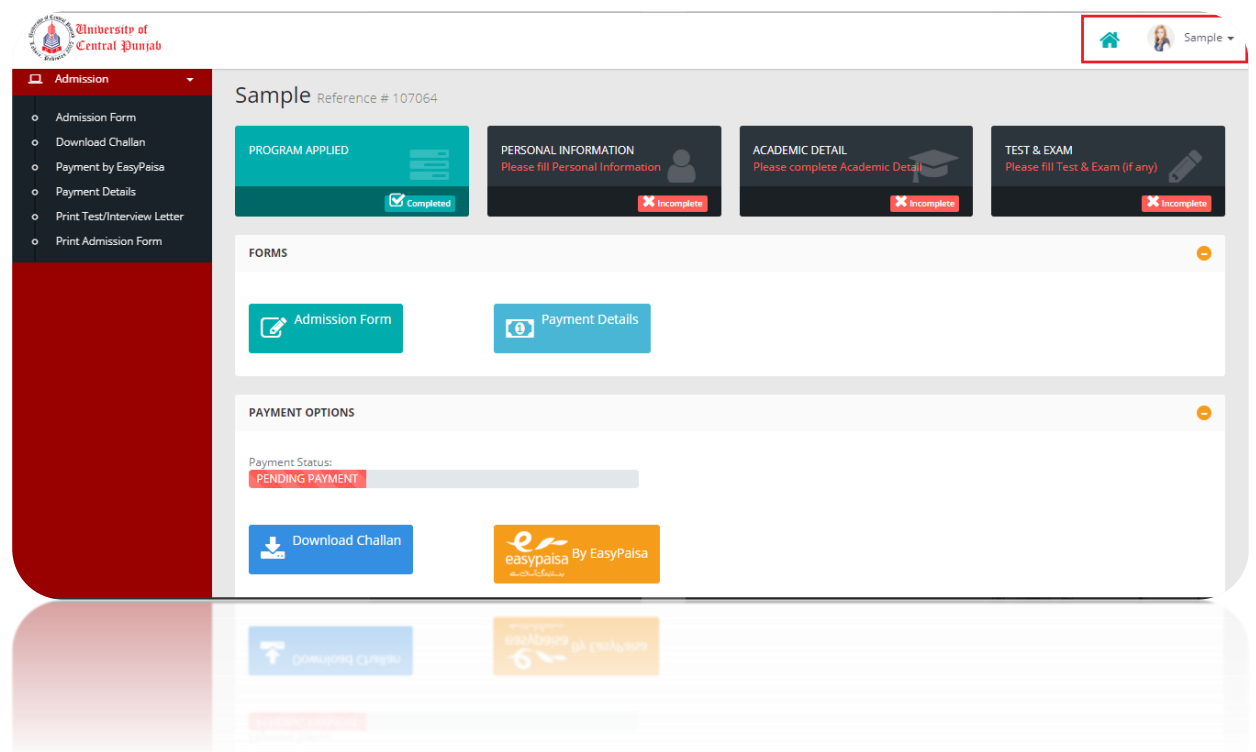 University of
Central Punjab
Sample
Admission
Admission Form
Download Challan
Payment by EasyPaisa
Payment Details
Print Test/Interview Letter
Print Admission Form
Sample Reference # 107064
PROGRAM APPLIED
Completed
PERSONAL INFORMATION
Please fill Personal Information
Incomplete
ACADEMIC DETAIL
Please complete Academic Detail
Incomplete
TEST & EXAM
Please fill Test & Exam (if any)
Incomplete
FORMS
Admission Form
Payment Details
PAYMENT OPTIONS
Payment Status:
PENDING PAYMENT
Download Challan
easypaisa By EasyPaisa